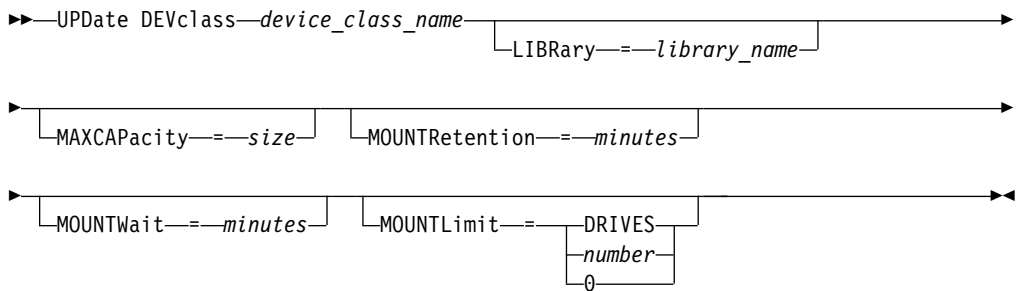 UPDate DEVclass device_class_name
LIBRary = library_name
MAXCAPacity = size MOUNTRetention = minutes
MOUNTWait = minutes MOUNTLimit = DRIVES
number
0